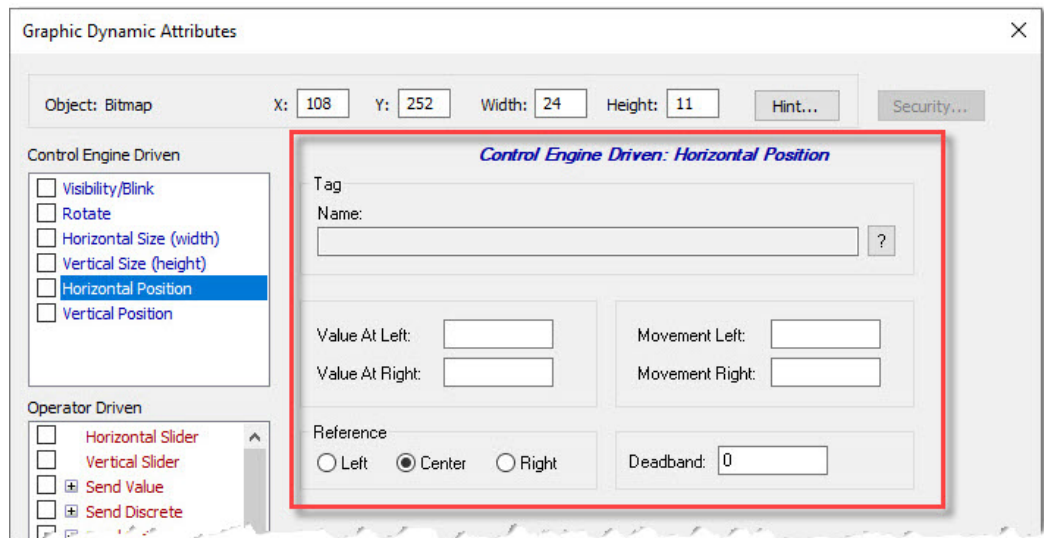 Graphic Dynamic Attributes
Object: Bitmap X: 108 Y: 252 Width: 24 Height: 11 Hint... Security...
Control Engine Driven
Visibility/Blink
Rotate
Horizontal Size (width)
Vertical Size (height)
Horizontal Position
Vertical Position
Operator Driven
Horizontal Slider
Vertical Slider
Send Value
Send Discrete
Control Engine Driven: Horizontal Position
Tag
Name:
?
Value At Left: Movement Left:
Value At Right: Movement Right:
Reference
Left Center Right Deadband: 0